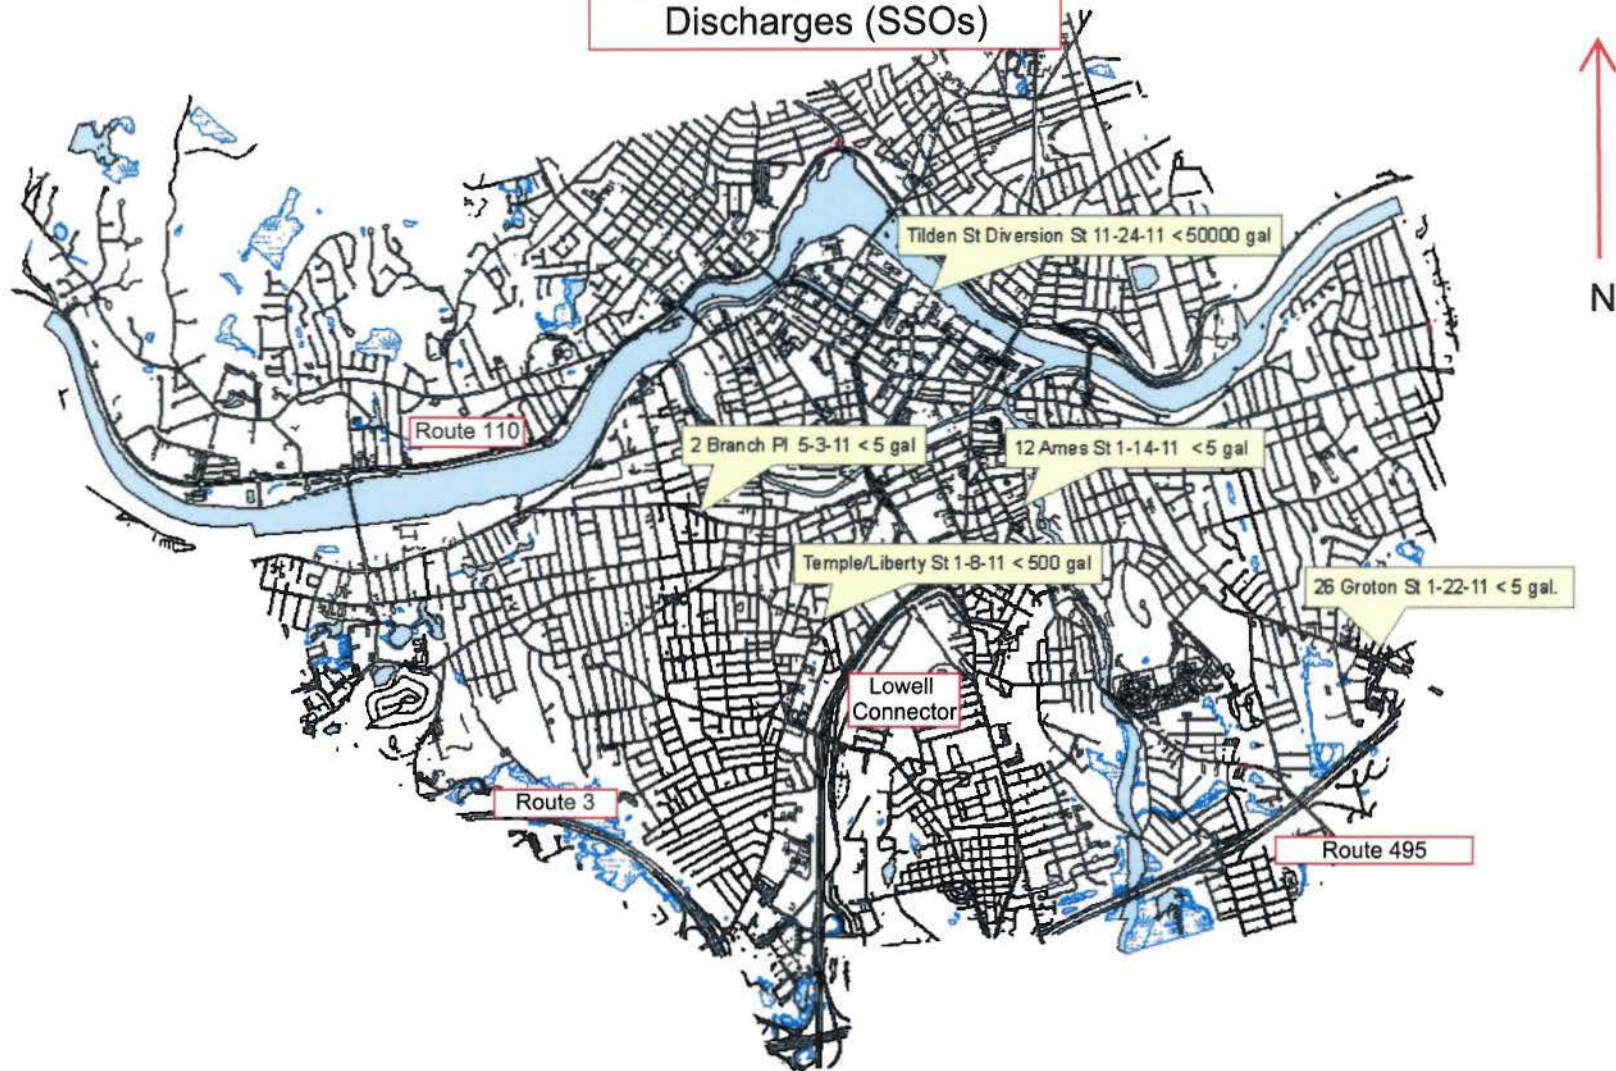 Discharges (SSOs)
Tilden St Diversion St 11-24-11 <50000 gal
N
Route 110
2 Branch Pl 5-3-11 <5 gal
12 Ames St 1-14-11 <5 gal
Temple/Liberty St 1-8-11 <500 gal
26 Groton St 1-22-11 <5 gal.
Lowell
Connector
Route 3
Route 495